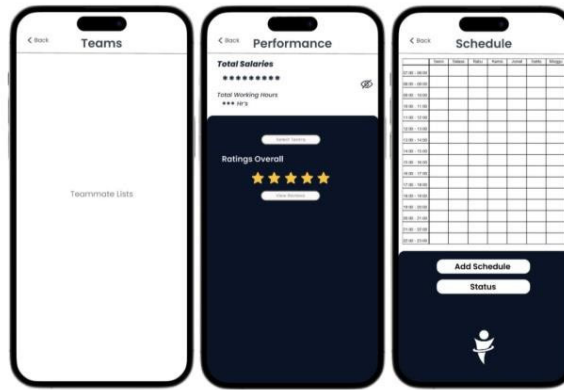 < Back Teams
Teammate Lists
< Back Performance
Total Salaries
*********
Total Working Hours
*** Hr's
Ratings Overall
View Reviews
< Back Schedule
Senin Selasa Rabu Kamis Jumat Sabtu Minggu
07:00 - 08:00
08:00 - 09:00
09:00 - 10:00
10:00 - 11:00
11:00 - 12:00
12:00 - 13:00
13:00 - 14:00
14:00 - 15:00
15:00 - 16:00
16:00 - 17:00
17:00 - 18:00
18:00 - 19:00
19:00 - 20:00
20:00 - 21:00
21:00 - 22:00
22:00 - 23:00
Add Schedule
Status